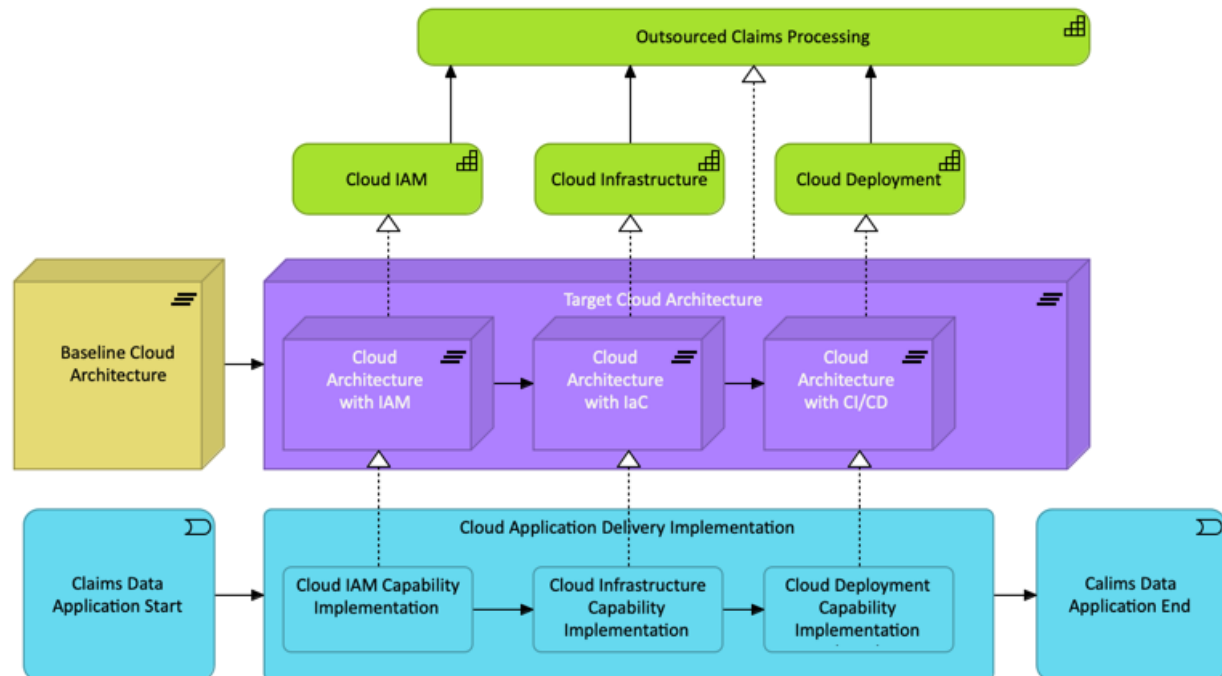 Outsourced Claims Processing
Cloud IAM
Cloud Infrastructure
Cloud Deployment
Target Cloud Architecture
Baseline Cloud
Architecture
Cloud
Architecture
with IAM
Cloud
Architecture
with IaC
Cloud
Architecture
with CI/CD
Cloud Application Delivery Implementation
Claims Data
Application Start
Cloud IAM Capability
Implementation
Cloud Infrastructure
Capability
Implementation
Cloud Deployment
Capability
Implementation
Calims Data
Application End